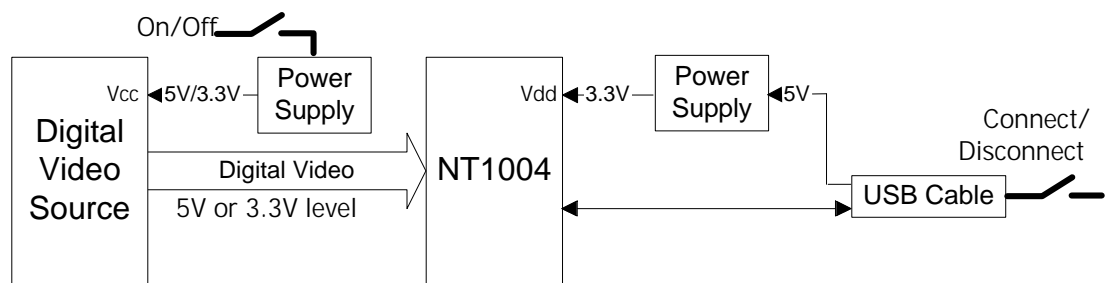 On/Off
Vcc
5V/3.3V
Power
Supply
Digital
Video
Source
Digital Video
5V or 3.3V level
Vdd
3.3V
NT1004
Power
Supply
5V
Connect/
Disconnect
USB Cable